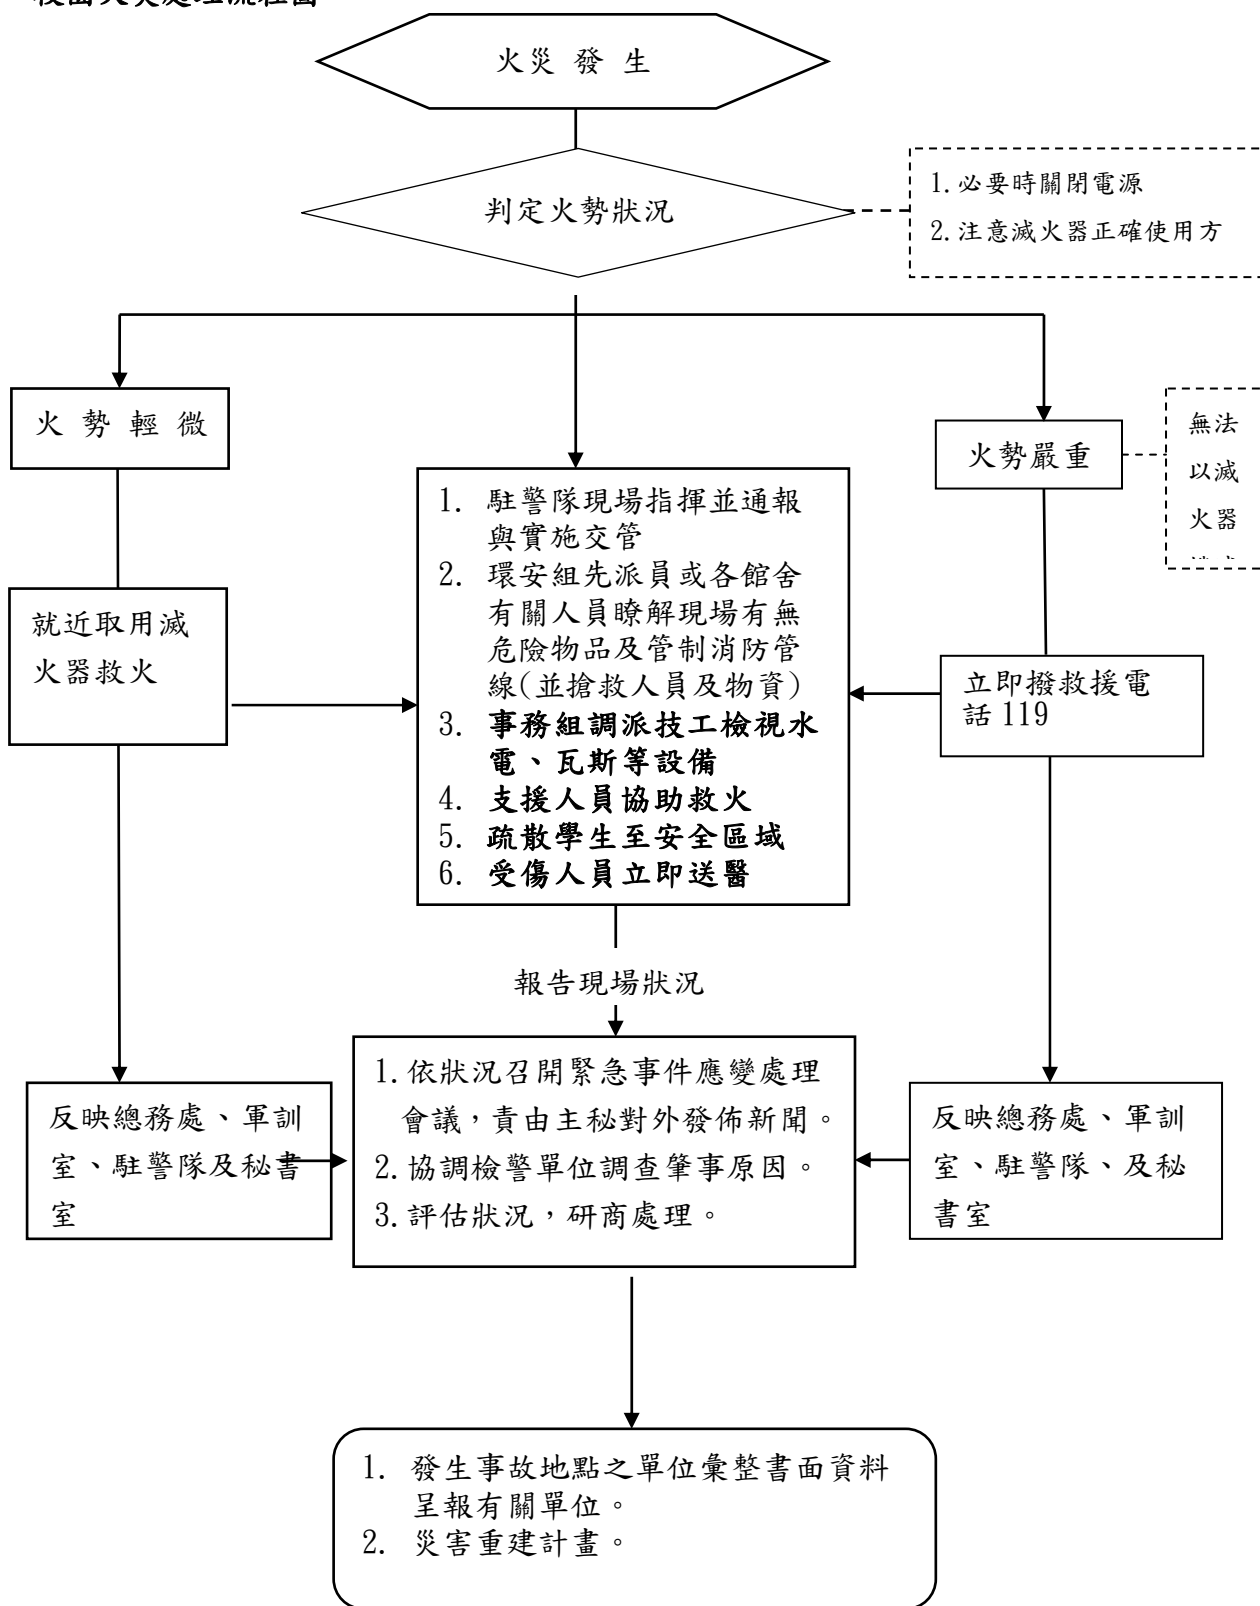 火災 發 生
判定火勢狀況
1.必要時關閉電源
2.注意滅火器正確使用方
火 勢 輕 微
火勢嚴重
無法
以滅
火器
就近取用滅
火器救火
1. 駐警隊現場指揮並通報
與實施交管
2. 環安組先派員或各館舍
有關人員瞭解現場有無
危險物品及管制消防管
線(並搶救人員及物資)
3. 事務組調派技工檢視水
電、瓦斯等設備
4. 支援人員協助救火
5. 疏散學生至安全區域
6. 受傷人員立即送醫
立即撥救援電
話 119
報告現場狀況
反映總務處、軍訓
室、駐警隊及秘書
室
1.依狀況召開緊急事件應變處理
會議，責由主秘對外發佈新聞。
2.協調檢警單位調查肇事原因。
3.評估狀況，研商處理。
反映總務處、軍訓
室、駐警隊、及秘
書室
1. 發生事故地點之單位彙整書面資料
呈報有關單位。
2. 災害重建計畫。